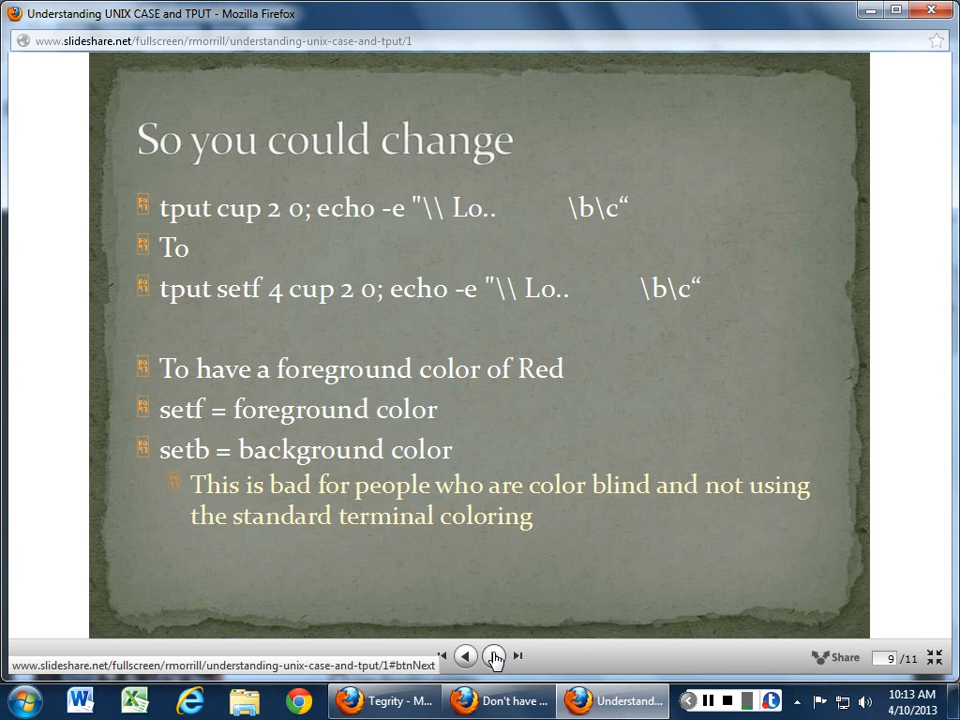 Understanding UNIX CASE and TPUT - Mozilla Firefox
www.slideshare.net/fullscreen/rmorrill/understanding-unix-case-and-tput/1
So you could change
tput cup 2 0; echo -e "\\ Lo..          \b\c“
To
tput setf 4 cup 2 0; echo -e "\\ Lo..          \b\c“
To have a foreground color of Red
setf = foreground color
setb = background color
This is bad for people who are color blind and not using
the standard terminal coloring
Share
9 /11
www.slideshare.net/fullscreen/rmorrill/understanding-unix-case-and-tput/1#btnNext
Tegrity - M...
Don't have ...
Understand...
10:13 AM
4/10/2013